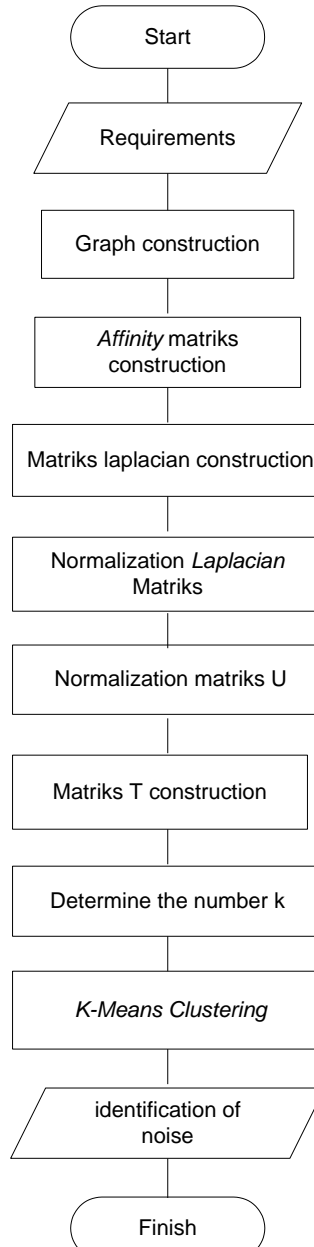 Start
Requirements
Graph construction
Affinity matriks
construction
Matriks laplacian construction
Normalization Laplacian
Matriks
Normalization matriks U
Matriks T construction
Determine the number k
K-Means Clustering
identification of
noise
Finish